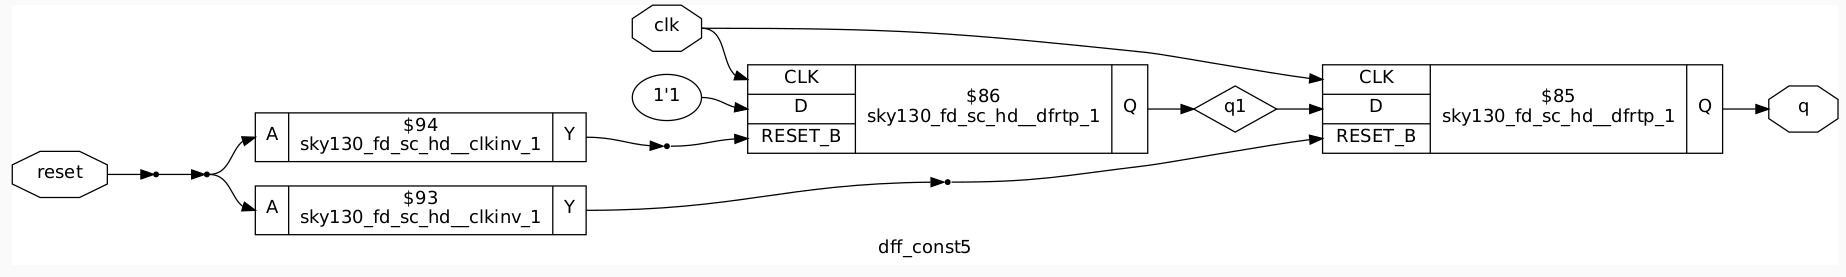 clk
CLK
D
RESET_B
$86
sky130_fd_sc_hd__dfrtp_1
Q
1'1
q1
CLK
D
RESET_B
$85
sky130_fd_sc_hd__dfrtp_1
Q
q
reset
A
$94
sky130_fd_sc_hd__clkinv_1
Y
A
$93
sky130_fd_sc_hd__clkinv_1
Y
dff_const5